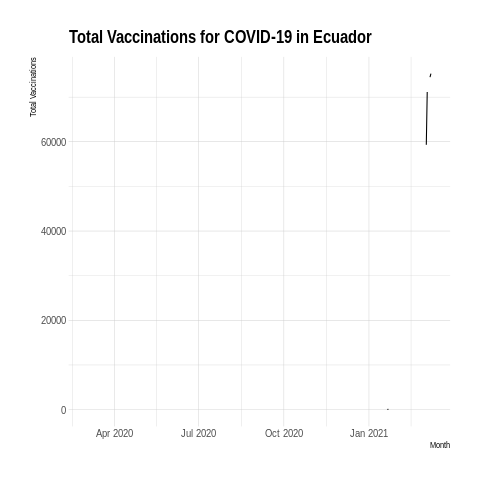 Total Vaccinations for COVID-19 in Ecuador
Total Vaccinations
60000
40000
20000
0
Apr 2020
Jul 2020
Oct 2020
Jan 2021
Month